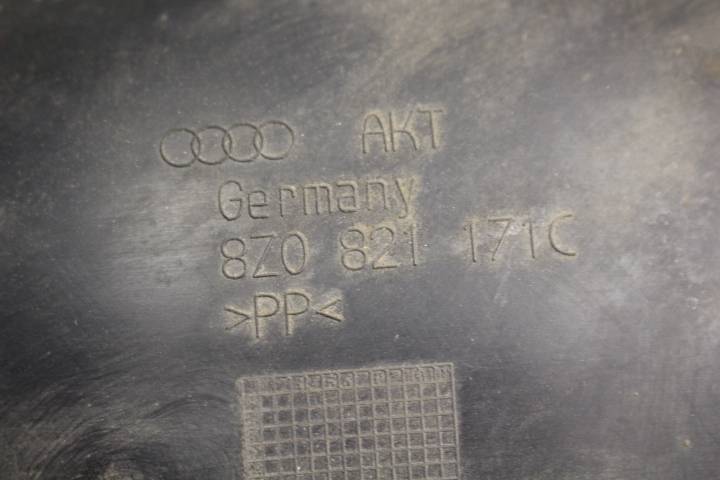 AKT
Germany
8Z0 821 171C
>PP<